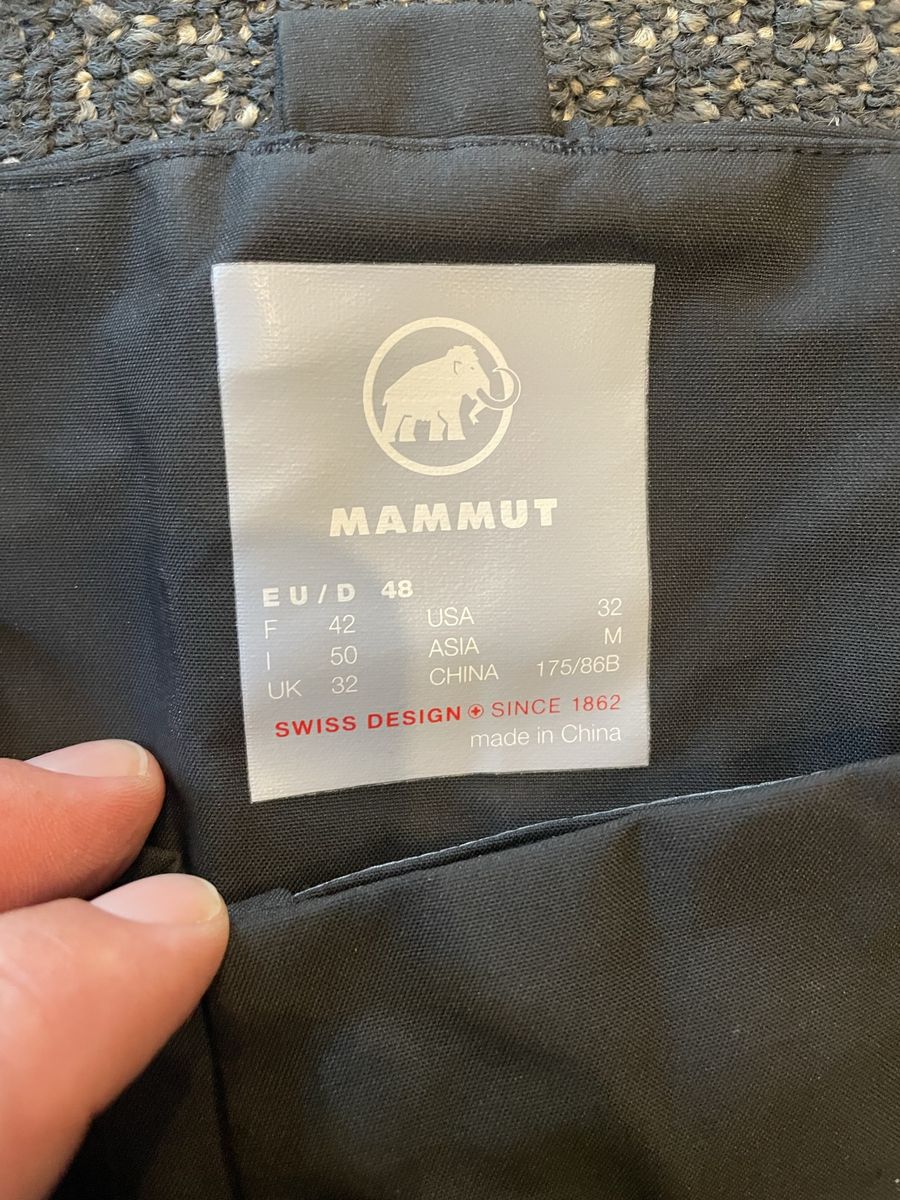 MAMMUT
EU/D 48
F 42 USA 32
I 50 ASIA M
UK 32 CHINA 175/86B
SWISS DESIGN SINCE 1862
made in China